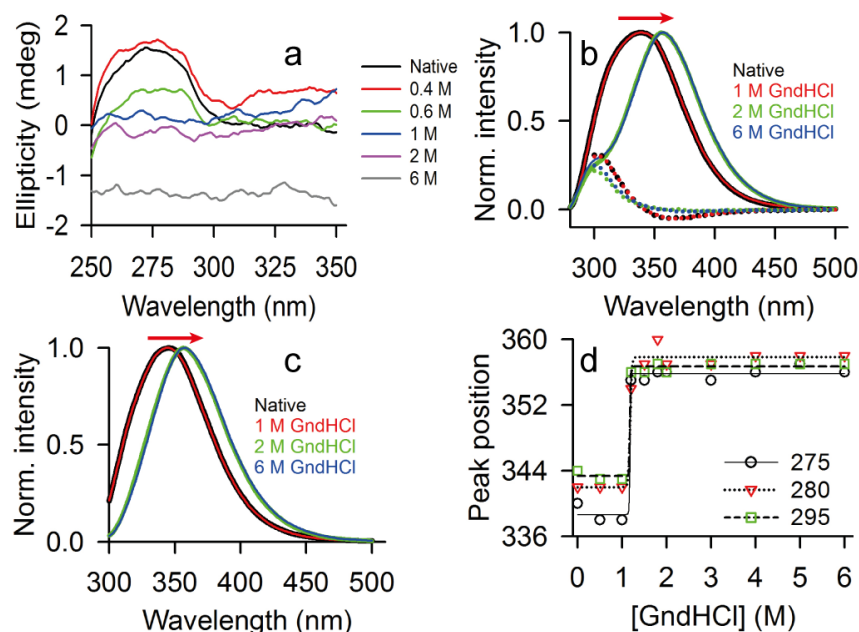 a
Ellipticity (mdeg)
2
1
0
-1
-2
250 275 300 325 350
Wavelength (nm)
Native
0.4 M
0.6 M
1 M
2 M
6 M
b
Norm. intensity
1.0
0.5
0.0
300 350 400 450 500
Wavelength (nm)
Native
1 M GndHCl
2 M GndHCl
6 M GndHCl
c
Norm. intensity
1.0
0.5
0.0
300 350 400 450 500
Wavelength (nm)
Native
1 M GndHCl
2 M GndHCl
6 M GndHCl
d
Peak position
360
352
344
336
0 1 2 3 4 5 6
[GndHCl] (M)
275
280
295